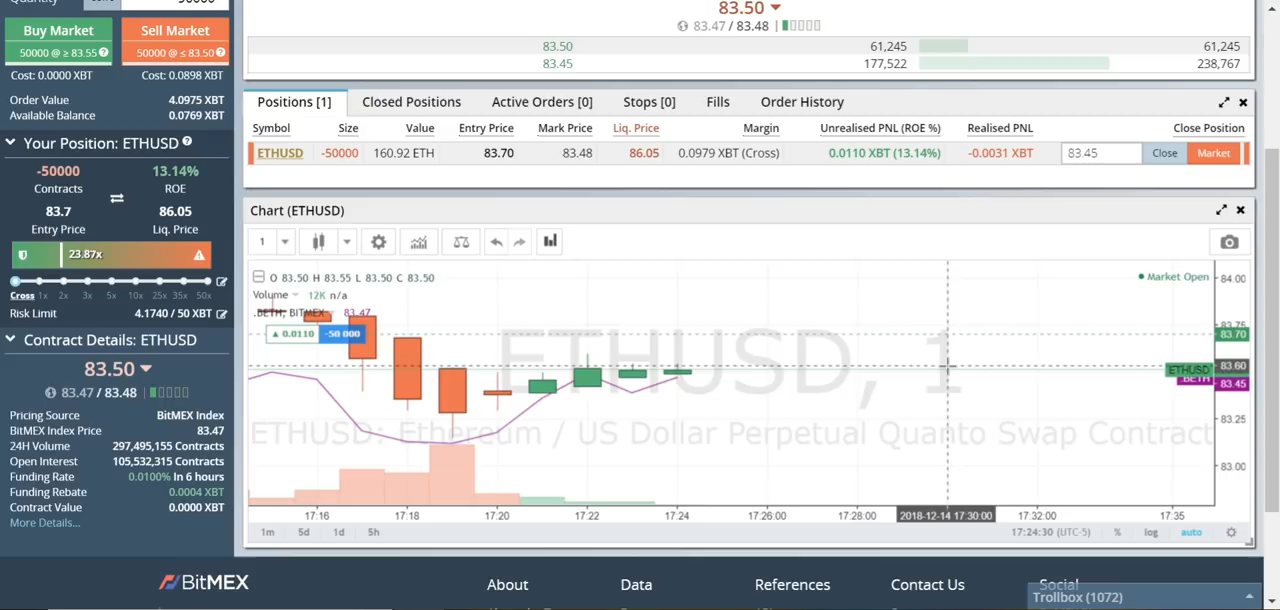 83.50
83.47 / 83.48
Buy Market
50000 @ ≥ 83.55
Sell Market
50000 @ ≤ 83.50
Cost: 0.0000 XBT
Cost: 0.0898 XBT
Order Value 4.0975 XBT
Available Balance 0.0769 XBT
83.50 61,245 61,245
83.45 177,522 238,767
Your Position: ETHUSD
-50000 13.14%
Contracts ROE
83.7 86.05
Entry Price Liq. Price
23.87x
Cross 1x 2x 3x 5x 10x 25x 35x 50x
Risk Limit 4.1740 / 50 XBT
Contract Details: ETHUSD
83.50
83.47 / 83.48
Pricing Source BitMEX Index
BitMEX Index Price 83.47
24H Volume 297,495,155 Contracts
Open Interest 105,532,315 Contracts
Funding Rate 0.0100% In 6 hours
Funding Rebate 0.0004 XBT
Contract Value 0.0000 XBT
More Details...
Positions [1] Closed Positions Active Orders [0] Stops [0] Fills Order History
Symbol Size Value Entry Price Mark Price Liq. Price Margin Unrealised PNL (ROE %) Realised PNL Close Position
ETHUSD -50000 160.92 ETH 83.70 83.48 86.05 0.0979 XBT (Cross) 0.0110 XBT (13.14%) -0.0031 XBT 83.45 Close Market
Chart (ETHUSD)
1
O 83.50 H 83.55 L 83.50 C 83.50
Market Open
Volume 12K n/a
.BETH, BITMEX 83.47
0.0110 -50 000
ETHUSD, 1
ETHUSD: Ethereum / US Dollar Perpetual Quanto Swap Contract
84.00
83.75
83.70
83.60
ETHUSD
.BETH 83.45
83.25
83.00
17:16 17:18 17:20 17:22 17:24 17:26:00 17:28:00 2018-12-14 17:30:00 17:32:00 17:35
1m 5d 1d 5h 17:24:30 (UTC-5) % log auto
BitMEX
About Data References Contact Us Social
Trollbox (1072)